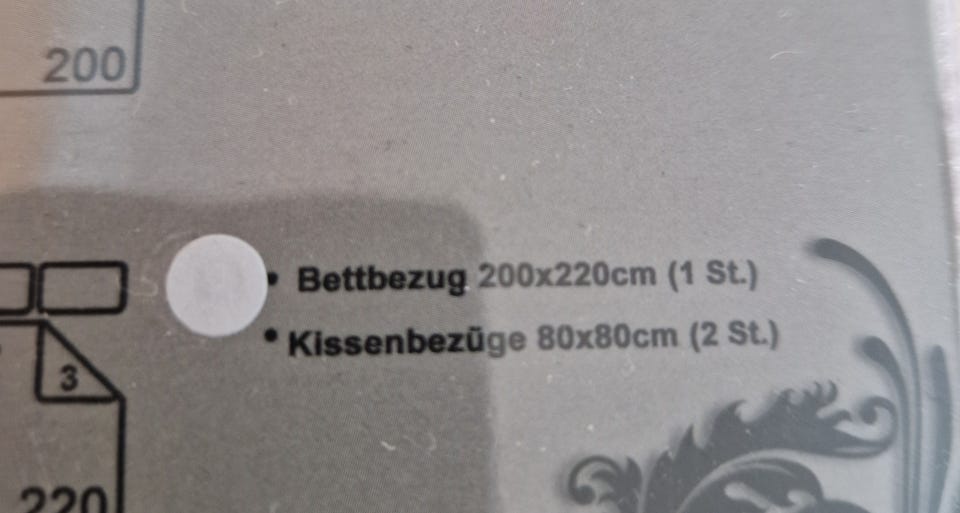 200
• Bettbezug 200x220cm (1 St.)
• Kissenbezüge 80x80cm (2 St.)
3
220